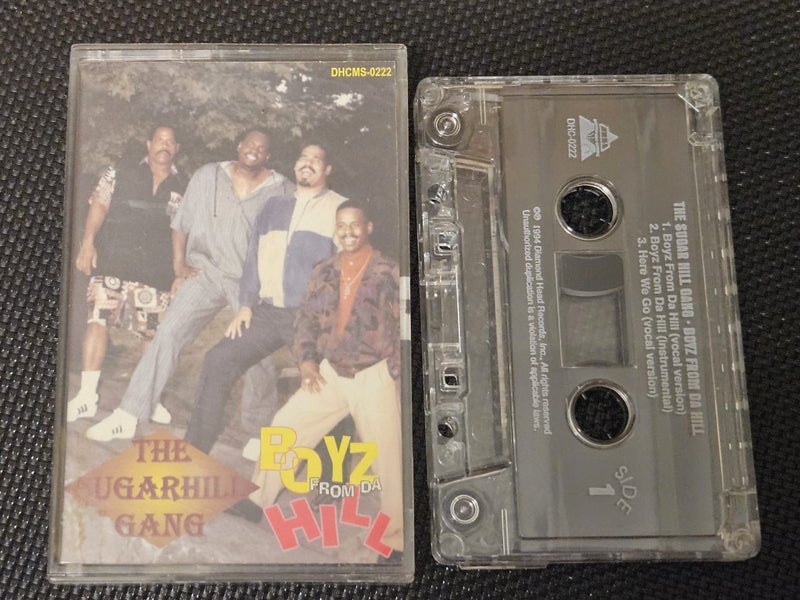 DHCMS-0222
THE
SUGARHILL
GANG
BOYZ
FROM DA
HILL
DHC-0222
THE SUGAR HILL GANG • BOYZ FROM DA HILL
1. Boyz From Da Hill (vocal version)
2. Boyz From Da Hill (instrumental)
3. Here We Go (vocal version)
℗© 1994 Diamond Head Records, Inc., All rights reserved
Unauthorized duplication is a violation of applicable laws.
SIDE
1